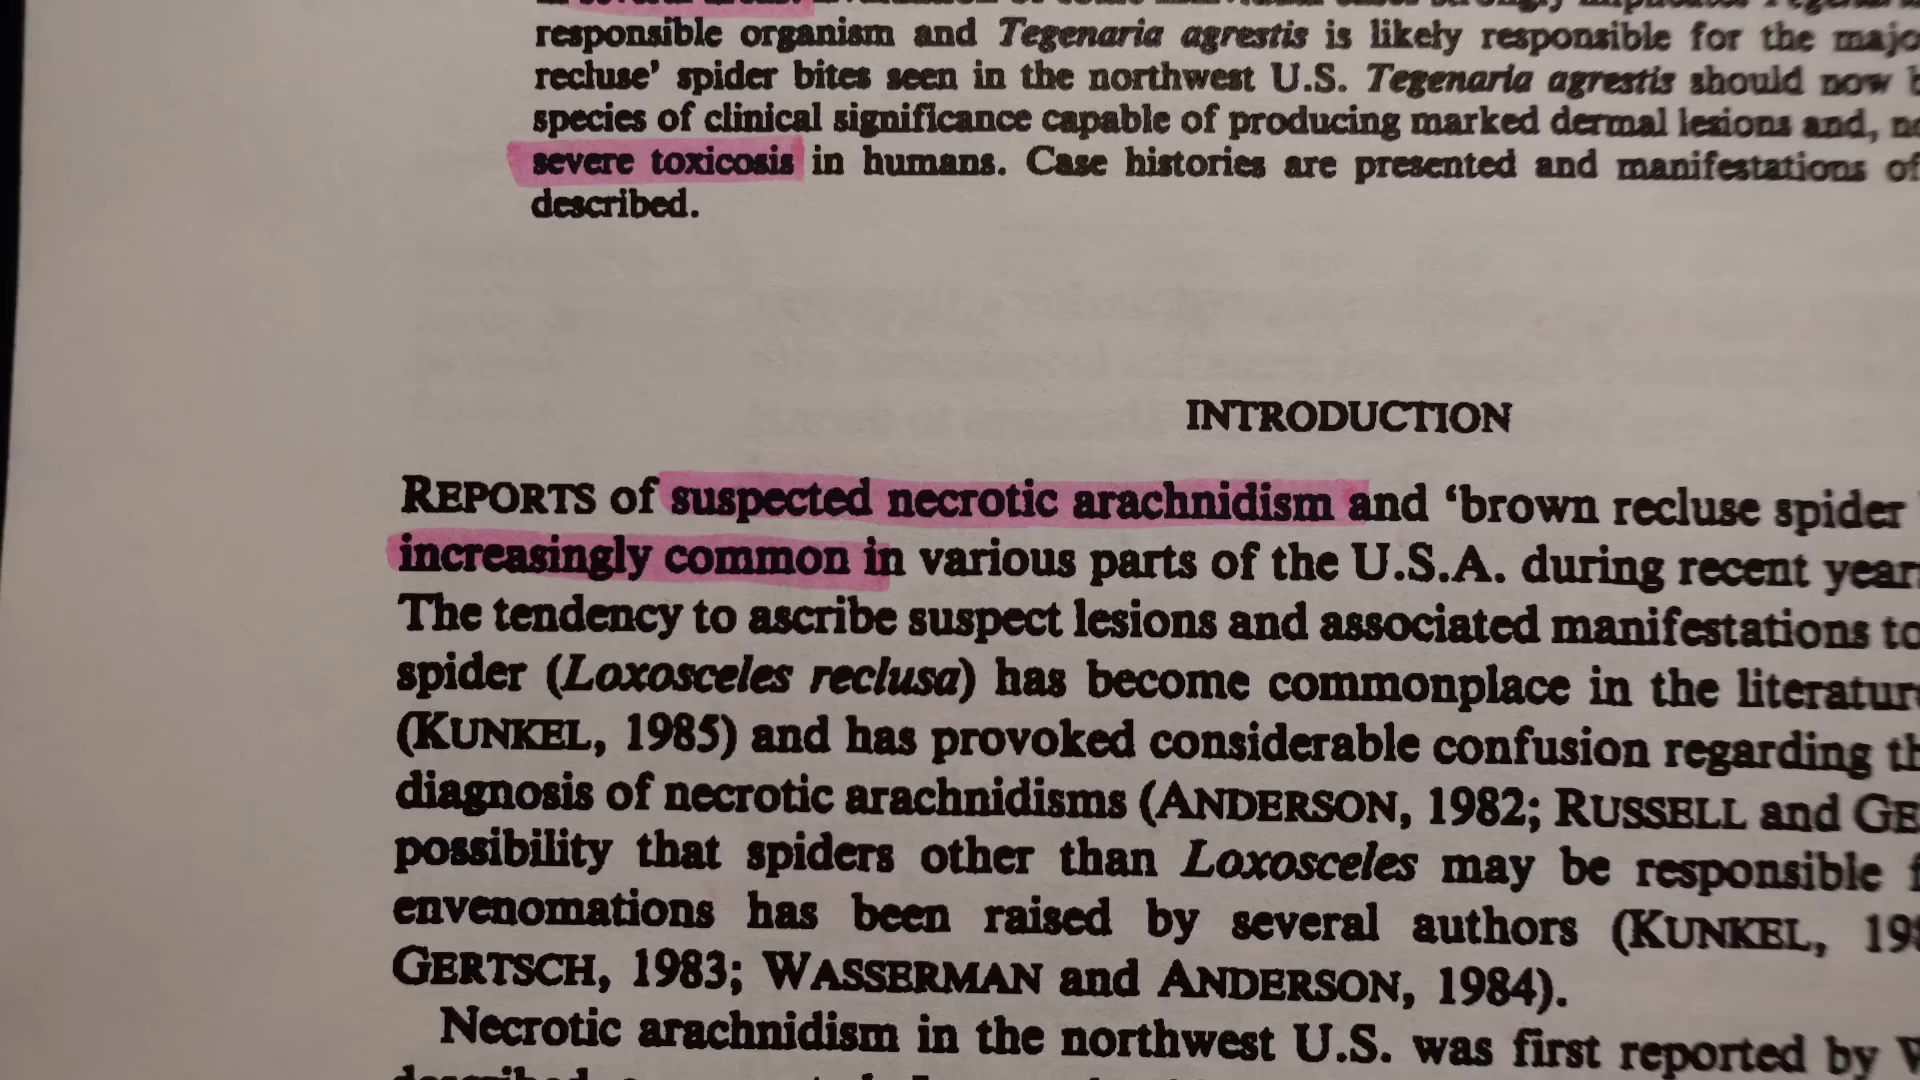 in several areas.
responsible organism and Tegenaria agrestis is likely responsible for the
recluse' spider bites seen in the northwest U.S. Tegenaria agrestis should now
species of clinical significance capable of producing marked dermal lesions and,
severe toxicosis in humans. Case histories are presented and manifestations of
described.
INTRODUCTION
REPORTS of suspected necrotic arachnidism and ‘brown recluse spider
increasingly common in various parts of the U.S.A. during recent
The tendency to ascribe suspect lesions and associated manifestations to
spider (Loxosceles reclusa) has become commonplace in the
(KUNKEL, 1985) and has provoked considerable confusion regarding
diagnosis of necrotic arachnidisms (ANDERSON, 1982; RUSSELL and
possibility that spiders other than Loxosceles may be responsible
envenomations has been raised by several authors (KUNKEL,
GERTSCH, 1983; WASSERMAN and ANDERSON, 1984).
Necrotic arachnidism in the northwest U.S. was first reported by